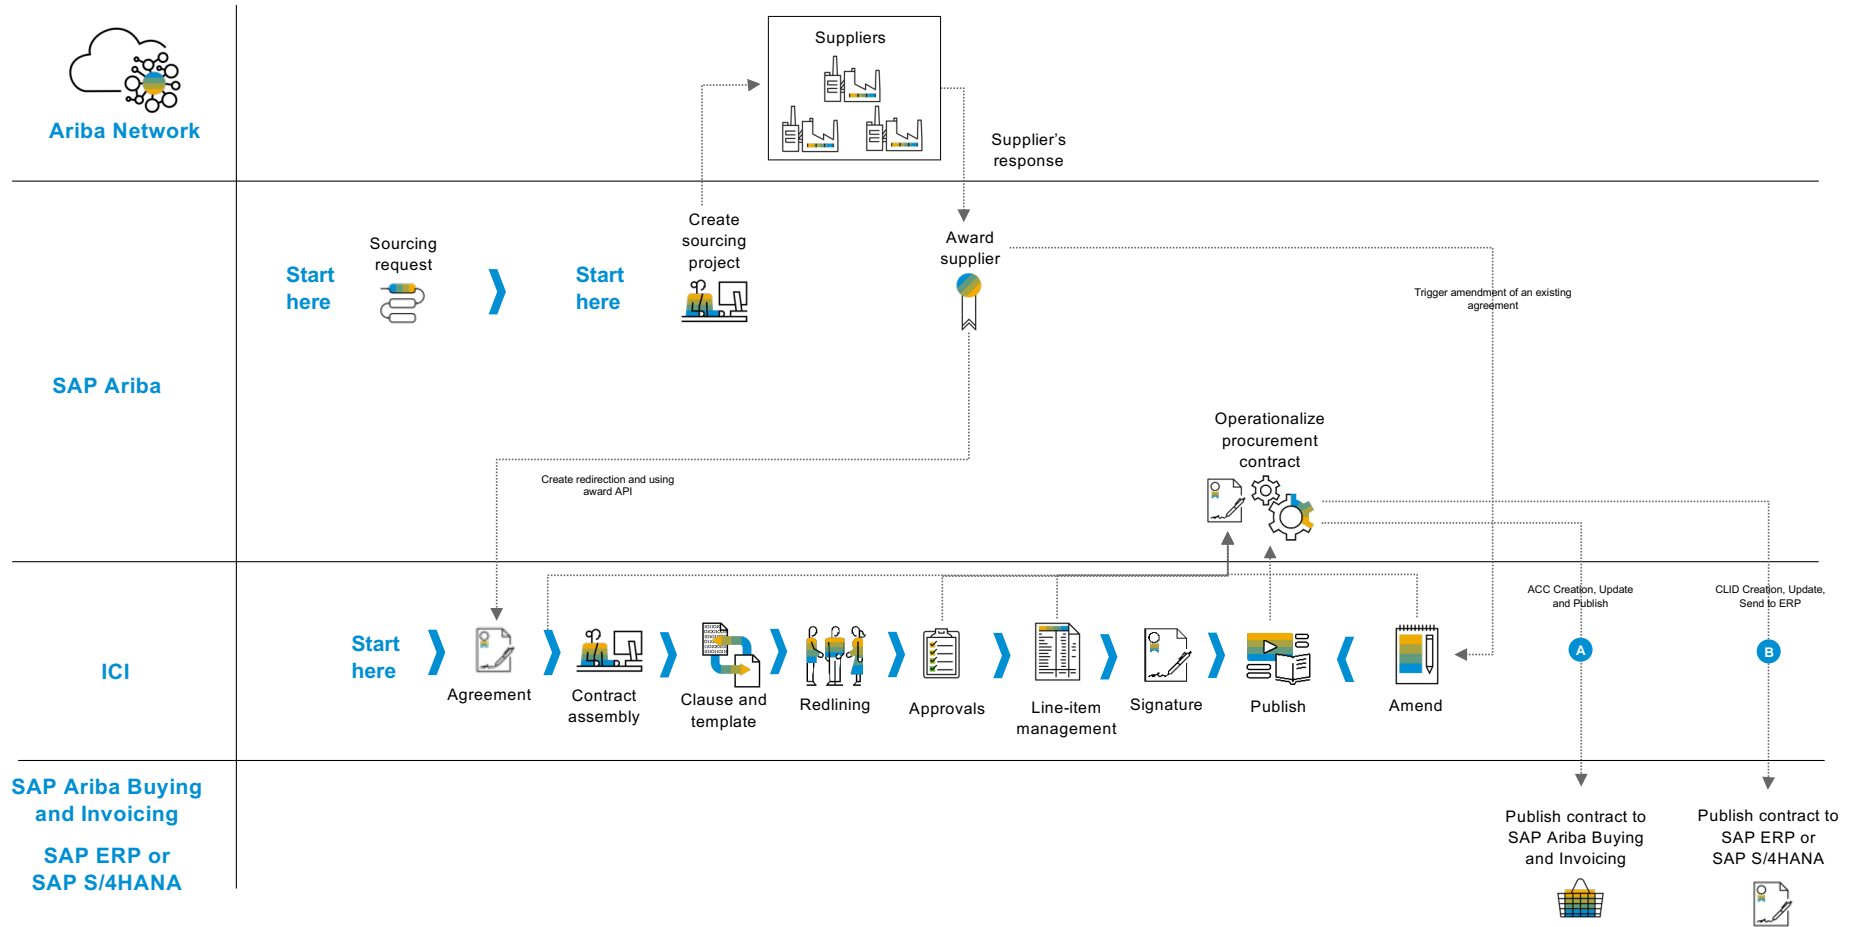 Ariba Network
Suppliers
Supplier's
response
SAP Ariba
Start
here
Sourcing
request
Start
here
Create
sourcing
project
Award
supplier
Trigger amendment of an existing
agreement
Create redirection and using
award API
Operationalize
procurement
contract
ICI
Start
here
Agreement
Contract
assembly
Clause and
template
Redlining
Approvals
Line-item
management
Signature
Publish
Amend
ACC Creation, Update
and Publish
A
CLID Creation, Update,
Send to ERP
B
SAP Ariba Buying
and Invoicing
SAP ERP or
SAP S/4HANA
Publish contract to
SAP Ariba Buying
and Invoicing
Publish contract to
SAP ERP or
SAP S/4HANA